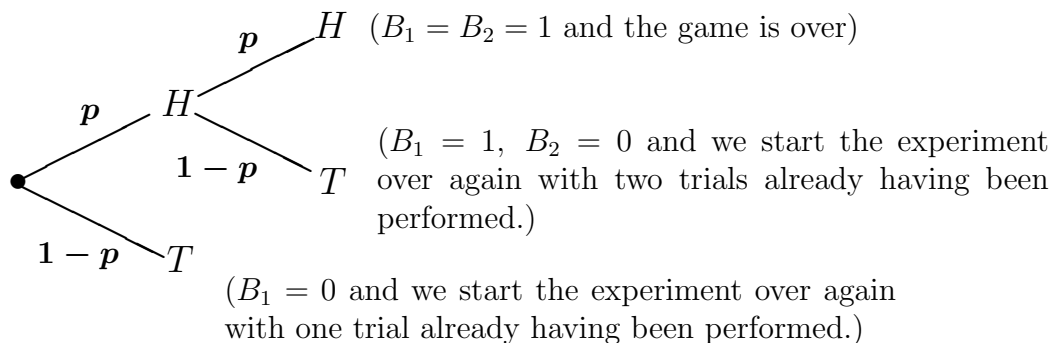 p H (B₁ = B₂ = 1 and the game is over)
p H
1 − p T
(B₁ = 1, B₂ = 0 and we start the experiment
over again with two trials already having been
performed.)
1 − p T
(B₁ = 0 and we start the experiment over again
with one trial already having been performed.)